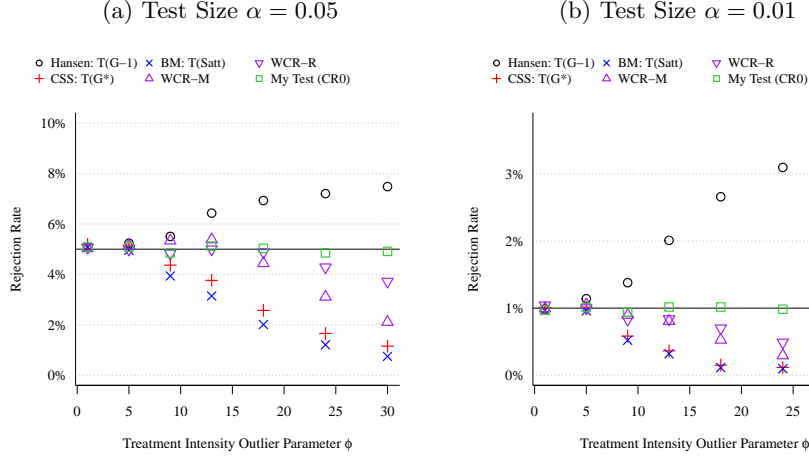 (a) Test Size α = 0.05
Hansen: T(G−1) BM: T(Satt) WCR−R
CSS: T(G*) WCR−M My Test (CR0)
10%
8%
6%
4%
2%
0%
Rejection Rate
0 5 10 15 20 25 30
Treatment Intensity Outlier Parameter ϕ
(b) Test Size α = 0.01
Hansen: T(G−1) BM: T(Satt) WCR−R
CSS: T(G*) WCR−M My Test (CR0)
3%
2%
1%
0%
Rejection Rate
0 5 10 15 20 25
Treatment Intensity Outlier Parameter ϕ